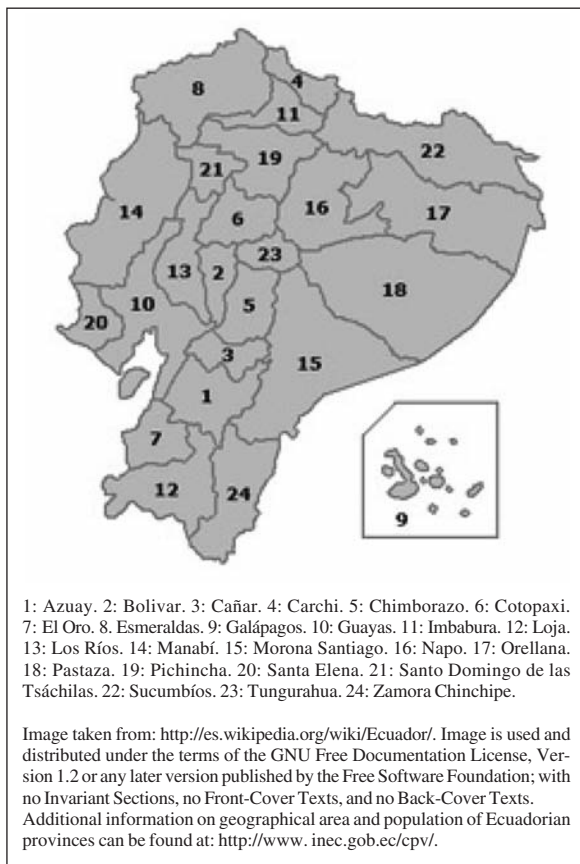 8
4
11
22
19
21
16
17
14
6
23
13
2
18
10
5
20
3
15
1
7
12
24
9
1: Azuay. 2: Bolivar. 3: Cañar. 4: Carchi. 5: Chimborazo. 6: Cotopaxi.
7: El Oro. 8. Esmeraldas. 9: Galápagos. 10: Guayas. 11: Imbabura. 12: Loja.
13: Los Ríos. 14: Manabí. 15: Morona Santiago. 16: Napo. 17: Orellana.
18: Pastaza. 19: Pichincha. 20: Santa Elena. 21: Santo Domingo de las
Tsáchilas. 22: Sucumbíos. 23: Tungurahua. 24: Zamora Chinchipe.
Image taken from: http://es.wikipedia.org/wiki/Ecuador/. Image is used and
distributed under the terms of the GNU Free Documentation License, Ver-
sion 1.2 or any later version published by the Free Software Foundation; with
no Invariant Sections, no Front-Cover Texts, and no Back-Cover Texts.
Additional information on geographical area and population of Ecuadorian
provinces can be found at: http://www. inec.gob.ec/cpv/.